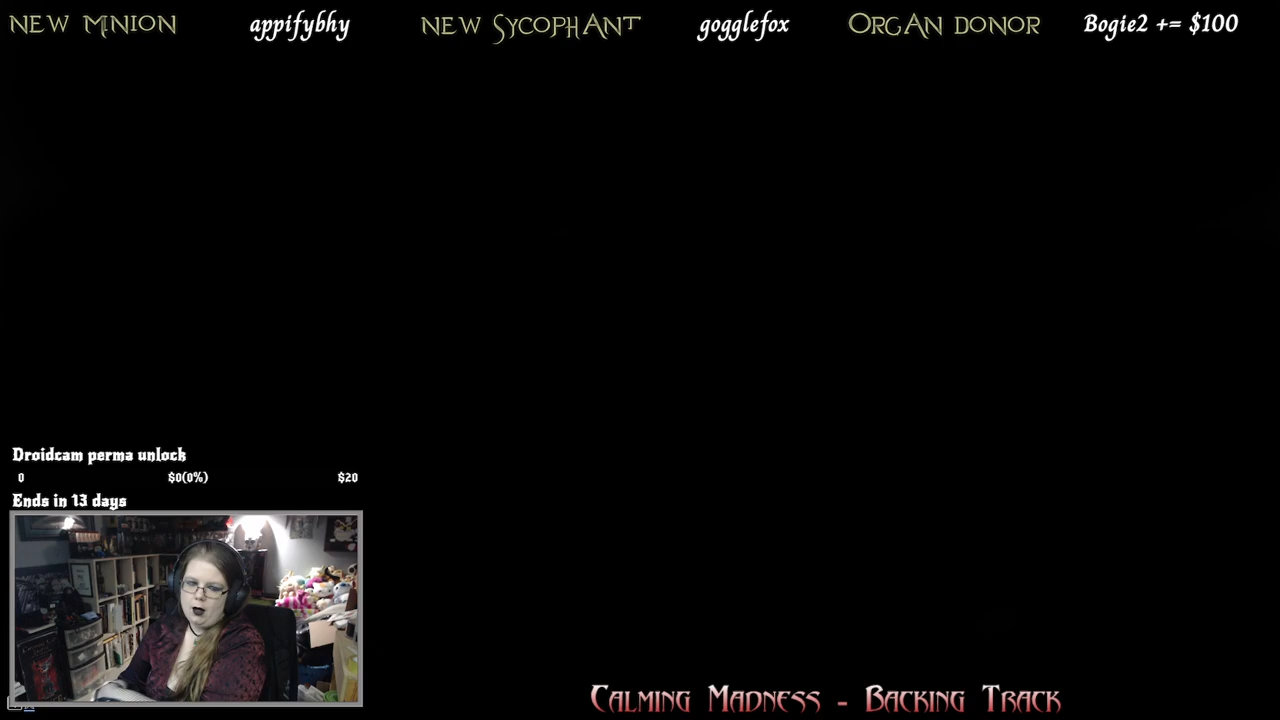 NEW MINION appifybhy NEW SYCOPHANT gogglefox ORGAN DONOR Bogie2 += $100
Droidcam perma unlock
0 $0(0%) $20
Ends in 13 days
CALMING MADNESS - BACKING TRACK